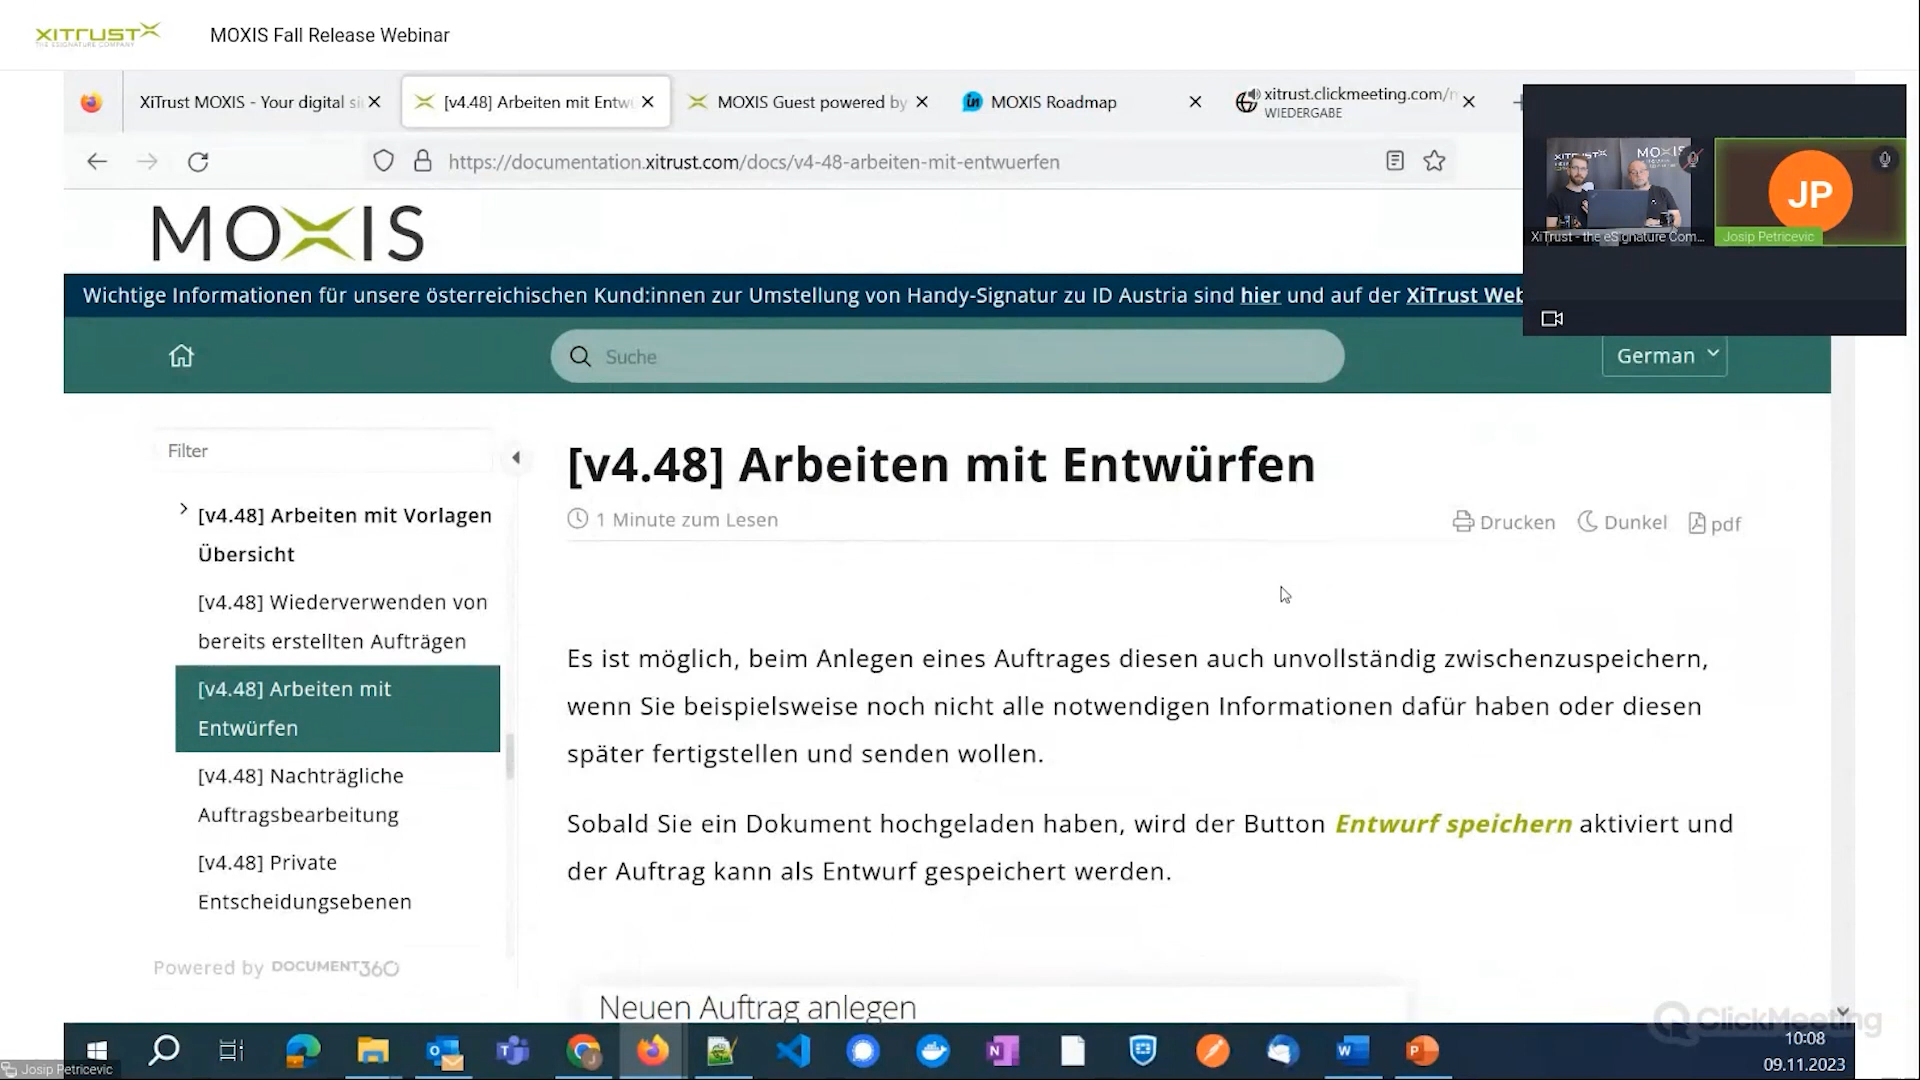 XITRUST
THE ESIGNATURE COMPANY
MOXIS Fall Release Webinar
XiTrust MOXIS - Your digital si
[v4.48] Arbeiten mit Entwü
MOXIS Guest powered by
MOXIS Roadmap
xitrust.clickmeeting.com/
WIEDERGABE
https://documentation.xitrust.com/docs/v4-48-arbeiten-mit-entwuerfen
MOXIS
JP
XiTrust - the eSignature Com...
Josip Petricevic
Wichtige Informationen für unsere österreichischen Kund:innen zur Umstellung von Handy-Signatur zu ID Austria sind hier und auf der XiTrust Web
Suche
German
Filter
[v4.48] Arbeiten mit Vorlagen
Übersicht
[v4.48] Wiederverwenden von
bereits erstellten Aufträgen
[v4.48] Arbeiten mit
Entwürfen
[v4.48] Nachträgliche
Auftragsbearbeitung
[v4.48] Private
Entscheidungsebenen
Powered by DOCUMENT360
[v4.48] Arbeiten mit Entwürfen
1 Minute zum Lesen
Drucken
Dunkel
pdf
Es ist möglich, beim Anlegen eines Auftrages diesen auch unvollständig zwischenzuspeichern,
wenn Sie beispielsweise noch nicht alle notwendigen Informationen dafür haben oder diesen
später fertigstellen und senden wollen.
Sobald Sie ein Dokument hochgeladen haben, wird der Button Entwurf speichern aktiviert und
der Auftrag kann als Entwurf gespeichert werden.
Neuen Auftrag anlegen
ClickMeeting
10:08
09.11.2023
Josip Petricevic